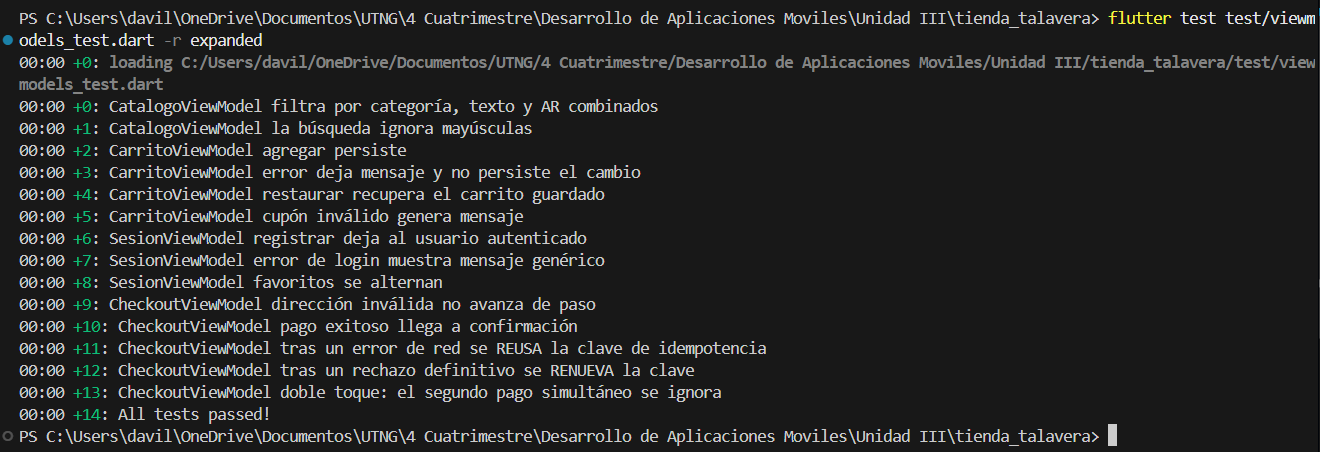 PS C:\Users\davil\OneDrive\Documentos\UTNG\4 Cuatrimestre\Desarrollo de Aplicaciones Moviles\Unidad III\tienda_talavera> flutter test test/viewm
odels_test.dart -r expanded
00:00 +0: loading C:/Users/davil/OneDrive/Documentos/UTNG/4 Cuatrimestre/Desarrollo de Aplicaciones Moviles/Unidad III/tienda_talavera/test/view
models_test.dart
00:00 +0: CatalogoViewModel filtra por categoría, texto y AR combinados
00:00 +1: CatalogoViewModel la búsqueda ignora mayúsculas
00:00 +2: CarritoViewModel agregar persiste
00:00 +3: CarritoViewModel error deja mensaje y no persiste el cambio
00:00 +4: CarritoViewModel restaurar recupera el carrito guardado
00:00 +5: CarritoViewModel cupón inválido genera mensaje
00:00 +6: SesionViewModel registrar deja al usuario autenticado
00:00 +7: SesionViewModel error de login muestra mensaje genérico
00:00 +8: SesionViewModel favoritos se alternan
00:00 +9: CheckoutViewModel dirección inválida no avanza de paso
00:00 +10: CheckoutViewModel pago exitoso llega a confirmación
00:00 +11: CheckoutViewModel tras un error de red se REUSA la clave de idempotencia
00:00 +12: CheckoutViewModel tras un rechazo definitivo se RENUEVA la clave
00:00 +13: CheckoutViewModel doble toque: el segundo pago simultáneo se ignora
00:00 +14: All tests passed!
PS C:\Users\davil\OneDrive\Documentos\UTNG\4 Cuatrimestre\Desarrollo de Aplicaciones Moviles\Unidad III\tienda_talavera>